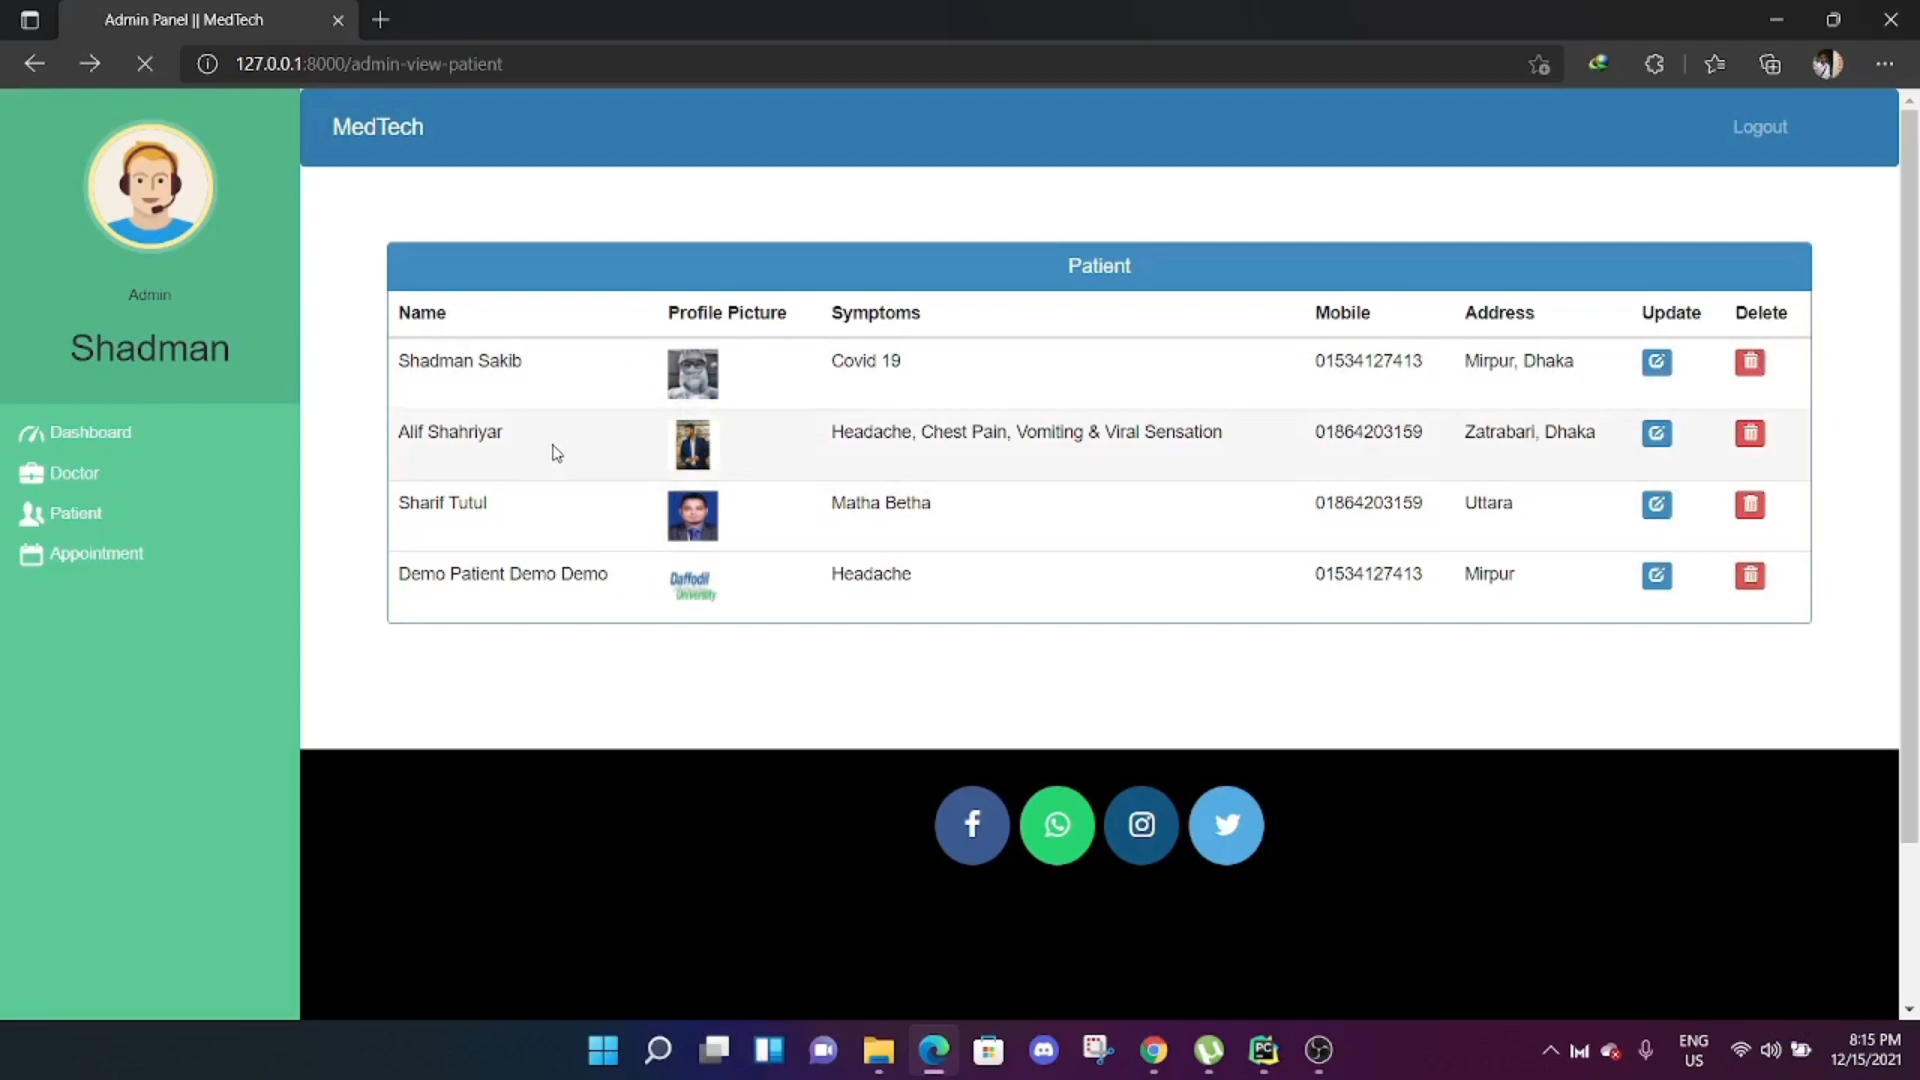 Admin Panel || MedTech
127.0.0.1:8000/admin-view-patient
MedTech
Logout
Admin
Shadman
Dashboard
Doctor
Patient
Appointment
Patient
Name Profile Picture Symptoms Mobile Address Update Delete
Shadman Sakib Covid 19 01534127413 Mirpur, Dhaka
Alif Shahriyar Headache, Chest Pain, Vomiting & Viral Sensation 01864203159 Zatrabari, Dhaka
Sharif Tutul Matha Betha 01864203159 Uttara
Demo Patient Demo Demo Daffodil University Headache 01534127413 Mirpur
PC
ENG
US
8:15 PM
12/15/2021